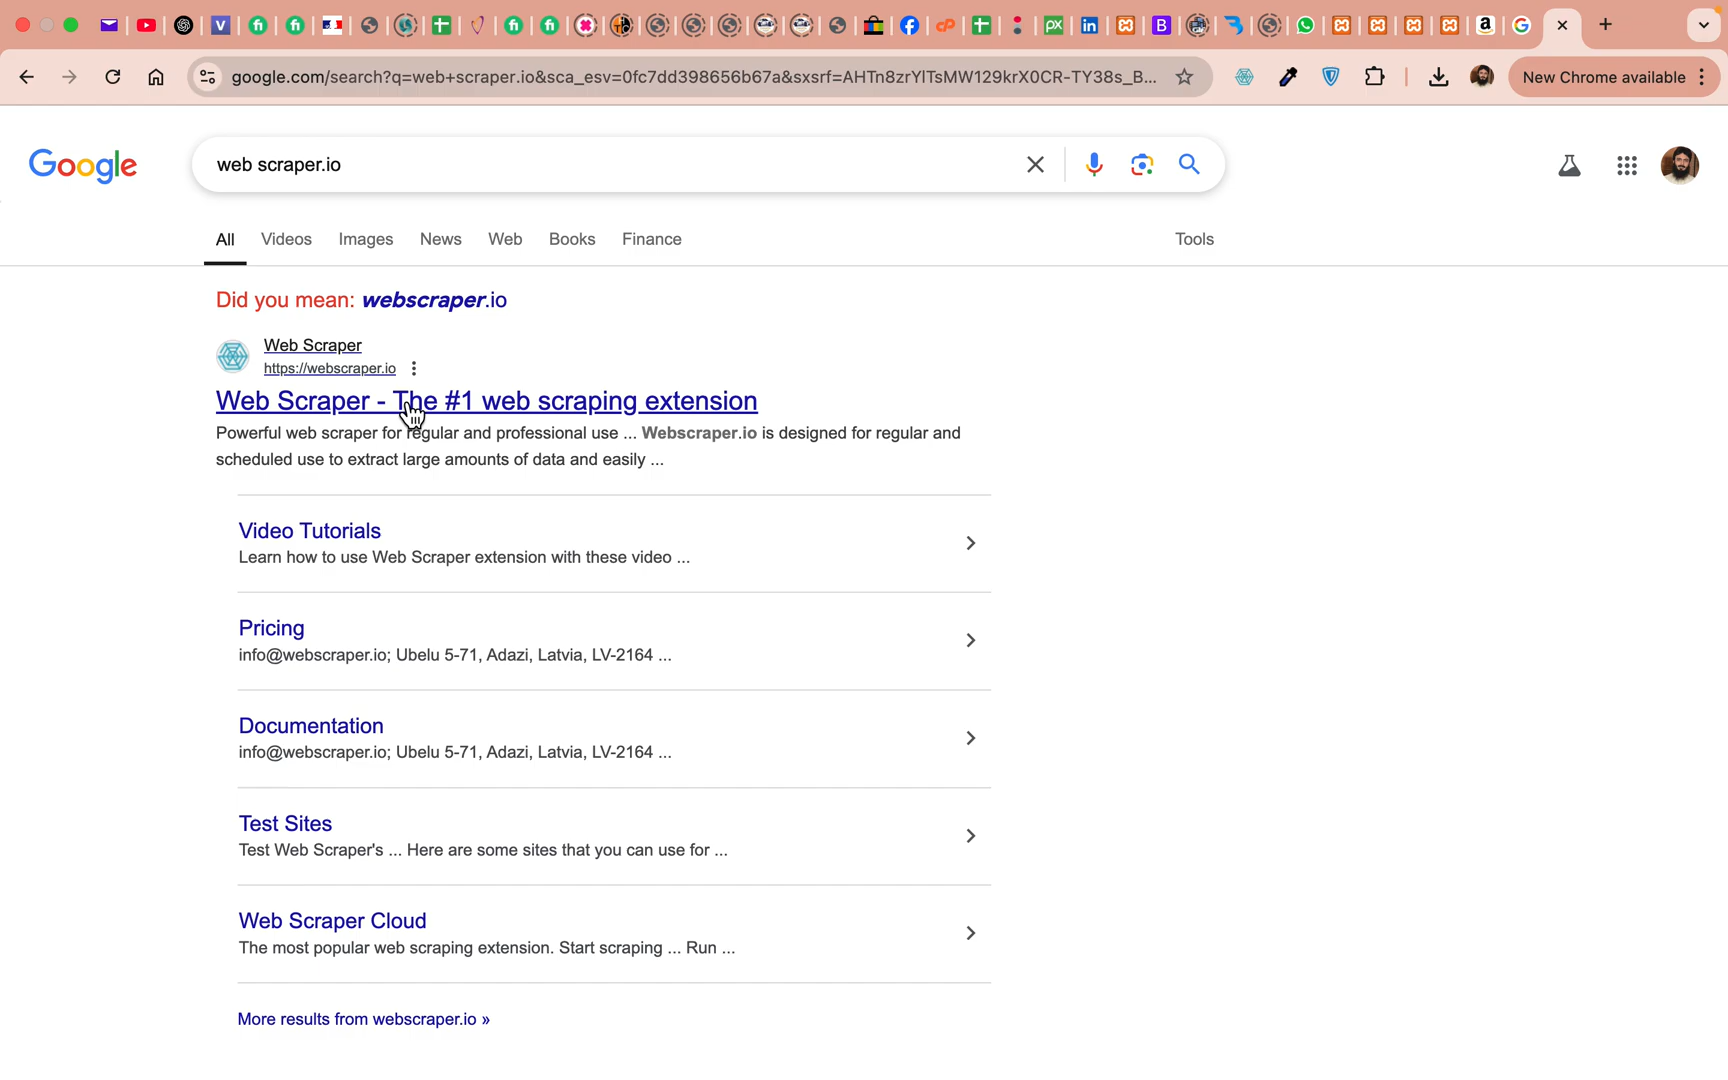 google.com/search?q=web+scraper.io&sca_esv=0fc7dd398656b67a&sxsrf=AHTn8zrYlTsMW129krX0CR-TY38s_B...
New Chrome available
Google
web scraper.io
All
Videos
Images
News
Web
Books
Finance
Tools
Did you mean: webscraper.io
Web Scraper
https://webscraper.io
Web Scraper - The #1 web scraping extension
Powerful web scraper for regular and professional use ... Webscraper.io is designed for regular and
scheduled use to extract large amounts of data and easily ...
Video Tutorials
Learn how to use Web Scraper extension with these video ...
Pricing
info@webscraper.io; Ubelu 5-71, Adazi, Latvia, LV-2164 ...
Documentation
info@webscraper.io; Ubelu 5-71, Adazi, Latvia, LV-2164 ...
Test Sites
Test Web Scraper's ... Here are some sites that you can use for ...
Web Scraper Cloud
The most popular web scraping extension. Start scraping ... Run ...
More results from webscraper.io »